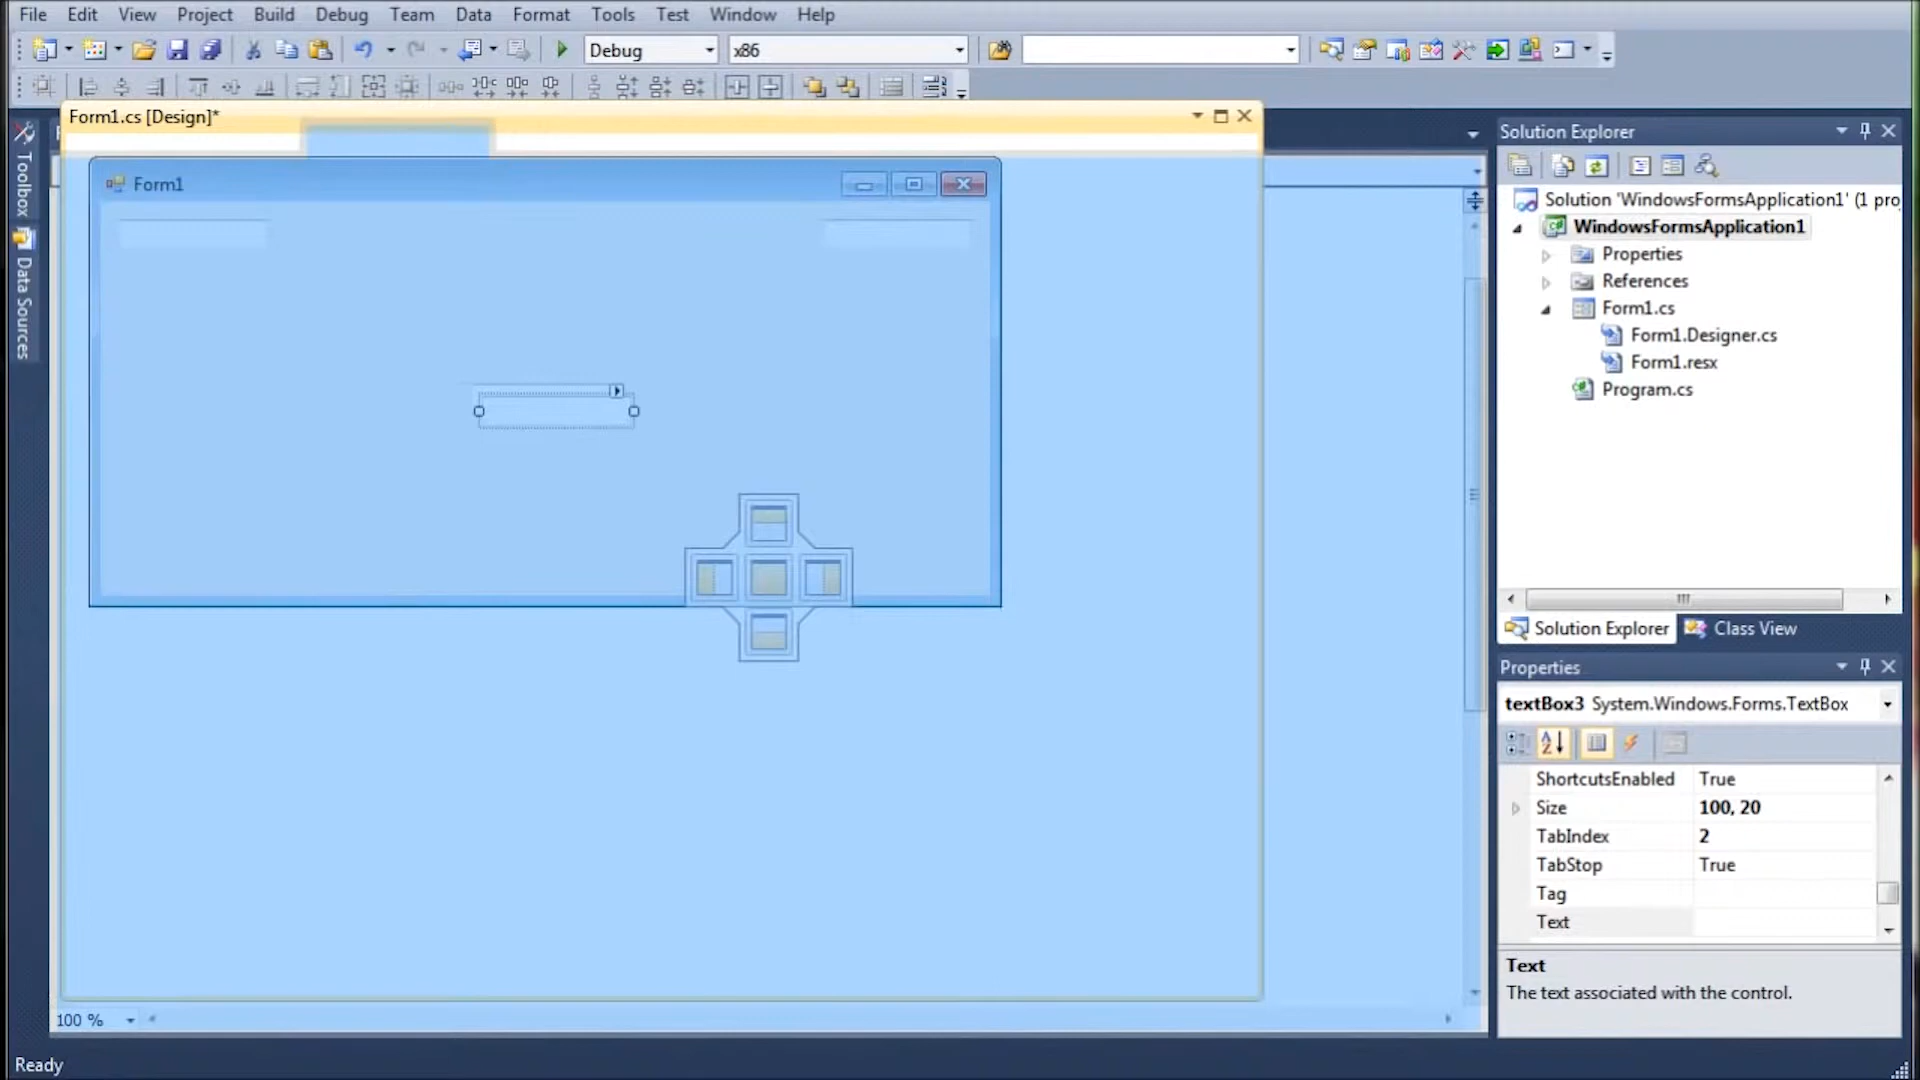 File Edit View Project Build Debug Team Data Format Tools Test Window Help
Debug x86
Form1.cs [Design]*
Form1
Toolbox
Data Sources
100 %
Ready
Solution Explorer
Solution 'WindowsFormsApplication1' (1 pro
WindowsFormsApplication1
Properties
References
Form1.cs
Form1.Designer.cs
Form1.resx
Program.cs
Solution Explorer Class View
Properties
textBox3 System.Windows.Forms.TextBox
ShortcutsEnabled True
Size 100, 20
TabIndex 2
TabStop True
Tag
Text
Text
The text associated with the control.